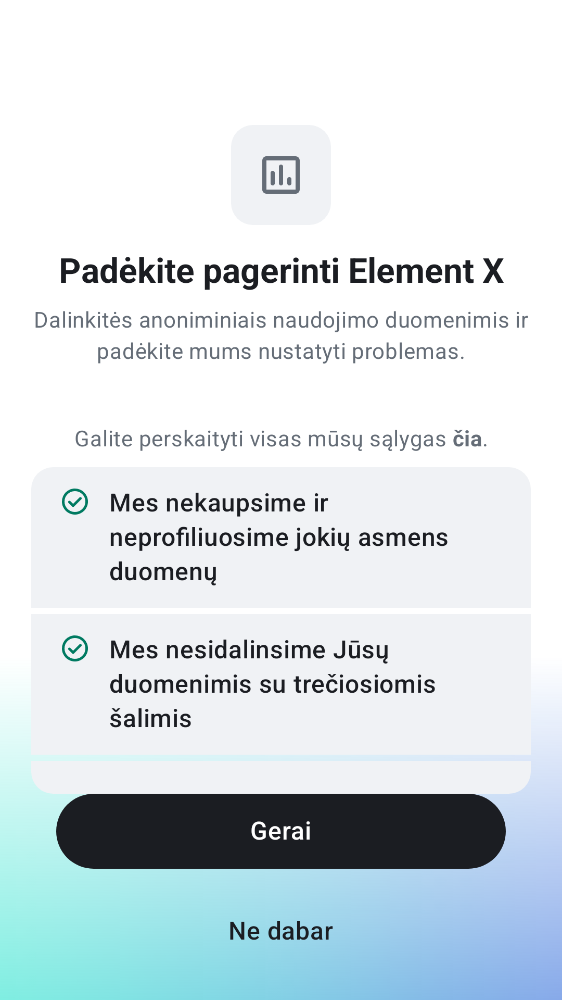 Padėkite pagerinti Element X
Dalinkitės anoniminiais naudojimo duomenimis ir
padėkite mums nustatyti problemas.
Galite perskaityti visas mūsų sąlygas čia.
Mes nekaupsime ir
neprofiliuosime jokių asmens
duomenų
Mes nesidalinsime Jūsų
duomenimis su trečiosiomis
šalimis
Gerai
Ne dabar